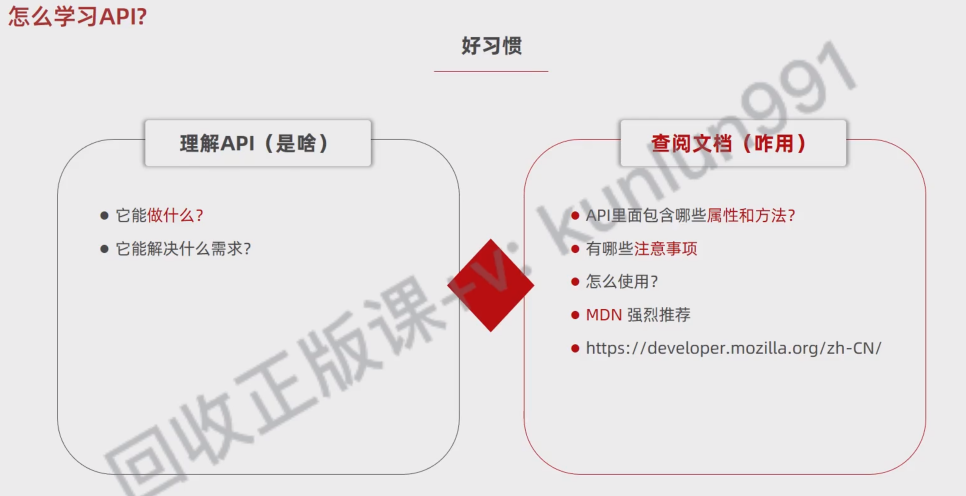 怎么学习API?
好习惯
理解API（是啥）
它能做什么?
它能解决什么需求?
查阅文档（咋用）
API里面包含哪些属性和方法?
有哪些注意事项
怎么使用?
MDN 强烈推荐
https://developer.mozilla.org/zh-CN/
回收正版课+v: kunlun991